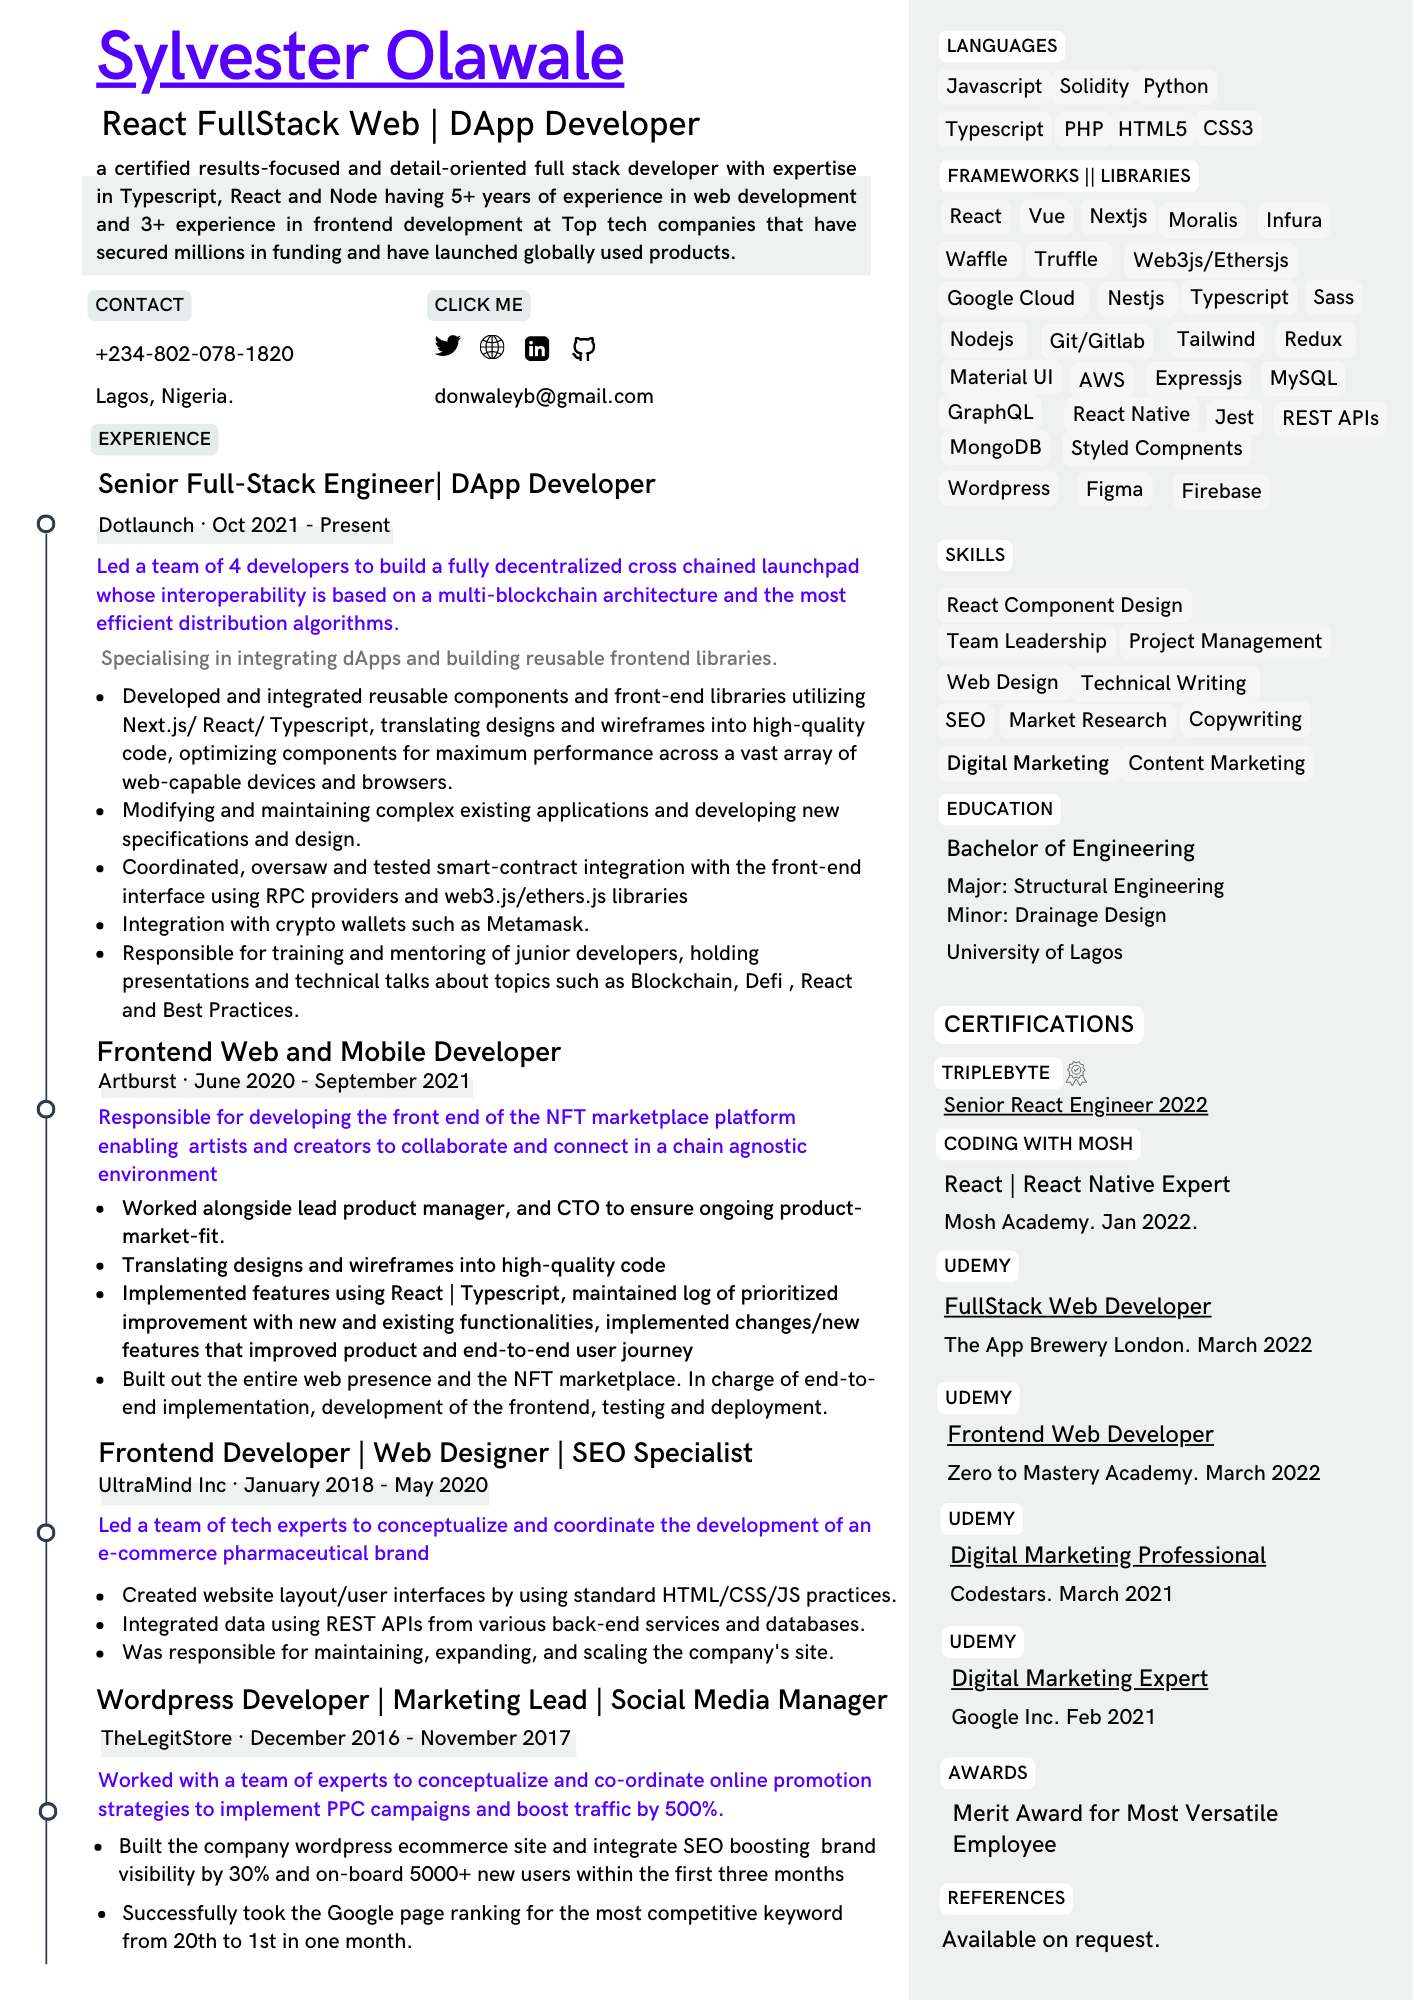 Sylvester Olawale
React FullStack Web | DApp Developer
a certified results-focused and detail-oriented full stack developer with expertise
in Typescript, React and Node having 5+ years of experience in web development
and 3+ experience in frontend development at Top tech companies that have
secured millions in funding and have launched globally used products.
CONTACT
+234-802-078-1820
Lagos, Nigeria.
CLICK ME
donwaleyb@gmail.com
EXPERIENCE
Senior Full-Stack Engineer| DApp Developer
Dotlaunch · Oct 2021 - Present
Led a team of 4 developers to build a fully decentralized cross chained launchpad
whose interoperability is based on a multi-blockchain architecture and the most
efficient distribution algorithms.
Specialising in integrating dApps and building reusable frontend libraries.
• Developed and integrated reusable components and front-end libraries utilizing
Next.js/ React/ Typescript, translating designs and wireframes into high-quality
code, optimizing components for maximum performance across a vast array of
web-capable devices and browsers.
• Modifying and maintaining complex existing applications and developing new
specifications and design.
• Coordinated, oversaw and tested smart-contract integration with the front-end
interface using RPC providers and web3.js/ethers.js libraries
• Integration with crypto wallets such as Metamask.
• Responsible for training and mentoring of junior developers, holding
presentations and technical talks about topics such as Blockchain, Defi , React
and Best Practices.
Frontend Web and Mobile Developer
Artburst · June 2020 - September 2021
Responsible for developing the front end of the NFT marketplace platform
enabling  artists and creators to collaborate and connect in a chain agnostic
environment
• Worked alongside lead product manager, and CTO to ensure ongoing product-
market-fit.
• Translating designs and wireframes into high-quality code
• Implemented features using React | Typescript, maintained log of prioritized
improvement with new and existing functionalities, implemented changes/new
features that improved product and end-to-end user journey
• Built out the entire web presence and the NFT marketplace. In charge of end-to-
end implementation, development of the frontend, testing and deployment.
Frontend Developer | Web Designer | SEO Specialist
UltraMind Inc · January 2018 - May 2020
Led a team of tech experts to conceptualize and coordinate the development of an
e-commerce pharmaceutical brand
• Created website layout/user interfaces by using standard HTML/CSS/JS practices.
• Integrated data using REST APIs from various back-end services and databases.
• Was responsible for maintaining, expanding, and scaling the company's site.
Wordpress Developer | Marketing Lead | Social Media Manager
TheLegitStore · December 2016 - November 2017
Worked with a team of experts to conceptualize and co-ordinate online promotion
strategies to implement PPC campaigns and boost traffic by 500%.
• Built the company wordpress ecommerce site and integrate SEO boosting  brand
visibility by 30% and on-board 5000+ new users within the first three months
• Successfully took the Google page ranking for the most competitive keyword
from 20th to 1st in one month.
LANGUAGES
Javascript Solidity Python
Typescript PHP HTML5 CSS3
FRAMEWORKS || LIBRARIES
React Vue Nextjs Moralis Infura
Waffle Truffle Web3js/Ethersjs
Google Cloud Nestjs Typescript Sass
Nodejs Git/Gitlab Tailwind Redux
Material UI AWS Expressjs MySQL
GraphQL React Native Jest REST APIs
MongoDB Styled Compnents
Wordpress Figma Firebase
SKILLS
React Component Design
Team Leadership Project Management
Web Design Technical Writing
SEO Market Research Copywriting
Digital Marketing Content Marketing
EDUCATION
Bachelor of Engineering
Major: Structural Engineering
Minor: Drainage Design
University of Lagos
CERTIFICATIONS
TRIPLEBYTE
Senior React Engineer 2022
CODING WITH MOSH
React | React Native Expert
Mosh Academy. Jan 2022.
UDEMY
FullStack Web Developer
The App Brewery London. March 2022
UDEMY
Frontend Web Developer
Zero to Mastery Academy. March 2022
UDEMY
Digital Marketing Professional
Codestars. March 2021
UDEMY
Digital Marketing Expert
Google Inc. Feb 2021
AWARDS
Merit Award for Most Versatile
Employee
REFERENCES
Available on request.